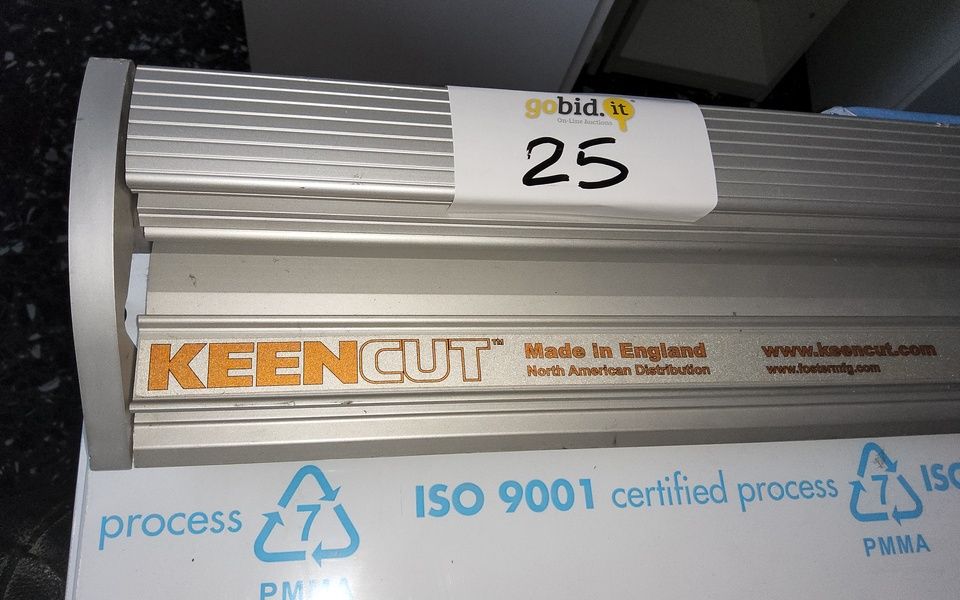 gobid.it
On-Line Auctions
25
KEENCUT™
Made in England
North American Distribution
www.keencut.com
www.fostermfg.com
process
7
PMMA
ISO 9001 certified process
7
PMMA
ISO